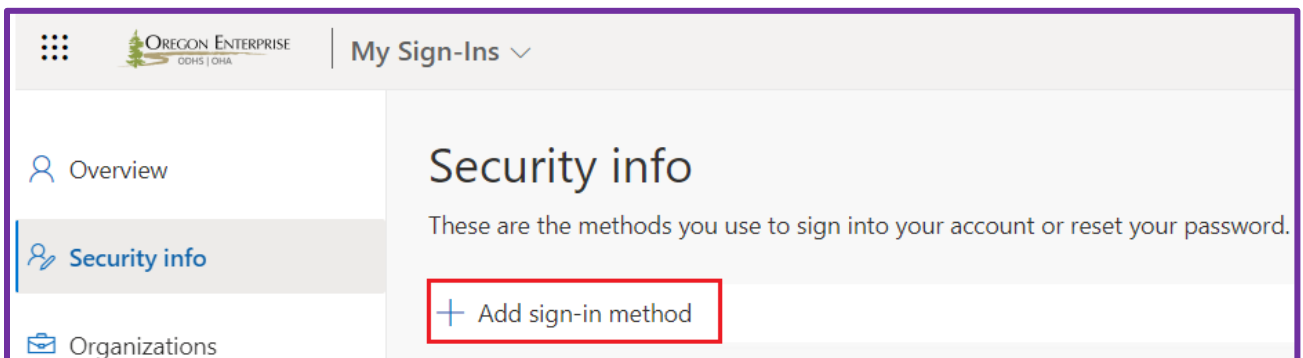 OREGON ENTERPRISE
ODHS | OHA
My Sign-Ins
Overview
Security info
Organizations
Security info
These are the methods you use to sign into your account or reset your password.
+ Add sign-in method